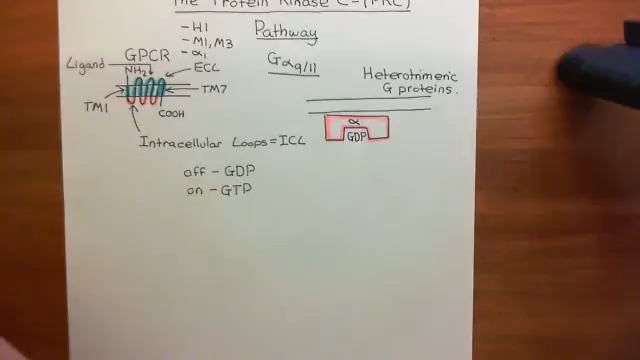 The Protein Kinase C-(PKC)
Pathway
- H1
- M1, M3
- α1
Gαq/11
GPCR
Ligand
NH2
ECL
TM7
TM1
COOH
Intracellular Loops = ICL
off - GDP
on - GTP
Heterotrimeric
G proteins.
α
GDP